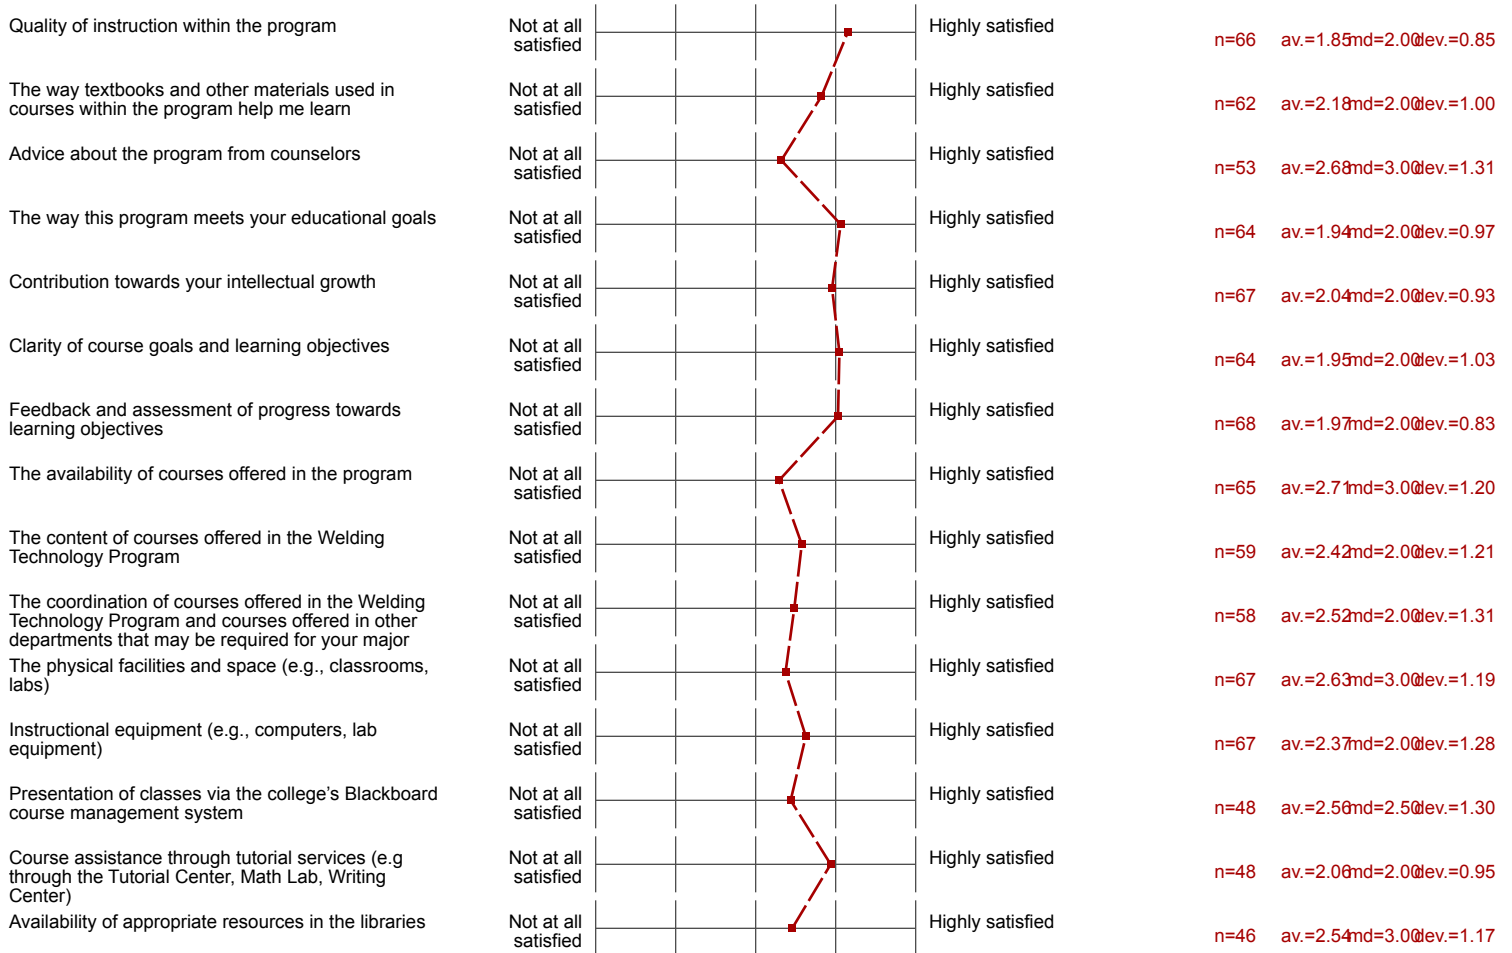 Quality of instruction within the program
Not at all
satisfied
Highly satisfied
n=66 av.=1.85 md=2.00 dev.=0.85
The way textbooks and other materials used in
courses within the program help me learn
Not at all
satisfied
Highly satisfied
n=62 av.=2.18 md=2.00 dev.=1.00
Advice about the program from counselors
Not at all
satisfied
Highly satisfied
n=53 av.=2.68 md=3.00 dev.=1.31
The way this program meets your educational goals
Not at all
satisfied
Highly satisfied
n=64 av.=1.94 md=2.00 dev.=0.97
Contribution towards your intellectual growth
Not at all
satisfied
Highly satisfied
n=67 av.=2.04 md=2.00 dev.=0.93
Clarity of course goals and learning objectives
Not at all
satisfied
Highly satisfied
n=64 av.=1.95 md=2.00 dev.=1.03
Feedback and assessment of progress towards
learning objectives
Not at all
satisfied
Highly satisfied
n=68 av.=1.97 md=2.00 dev.=0.83
The availability of courses offered in the program
Not at all
satisfied
Highly satisfied
n=65 av.=2.71 md=3.00 dev.=1.20
The content of courses offered in the Welding
Technology Program
Not at all
satisfied
Highly satisfied
n=59 av.=2.42 md=2.00 dev.=1.21
The coordination of courses offered in the Welding
Technology Program and courses offered in other
departments that may be required for your major
Not at all
satisfied
Highly satisfied
n=58 av.=2.52 md=2.00 dev.=1.31
The physical facilities and space (e.g., classrooms,
labs)
Not at all
satisfied
Highly satisfied
n=67 av.=2.63 md=3.00 dev.=1.19
Instructional equipment (e.g., computers, lab
equipment)
Not at all
satisfied
Highly satisfied
n=67 av.=2.37 md=2.00 dev.=1.28
Presentation of classes via the college's Blackboard
course management system
Not at all
satisfied
Highly satisfied
n=48 av.=2.56 md=2.50 dev.=1.30
Course assistance through tutorial services (e.g
through the Tutorial Center, Math Lab, Writing
Center)
Not at all
satisfied
Highly satisfied
n=48 av.=2.06 md=2.00 dev.=0.95
Availability of appropriate resources in the libraries
Not at all
satisfied
Highly satisfied
n=46 av.=2.54 md=3.00 dev.=1.17